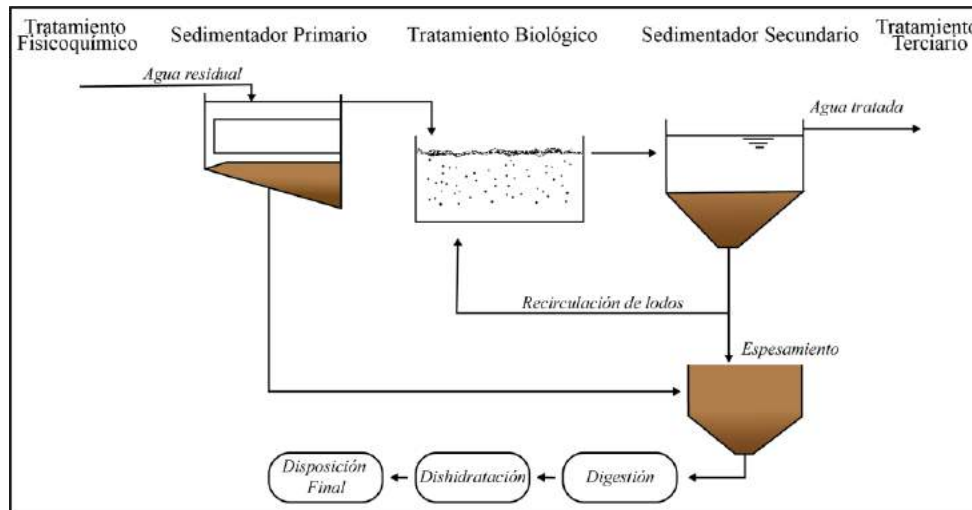 Tratamiento
Fisicoquímico
Sedimentador Primario
Tratamiento Biológico
Sedimentador Secundario
Tratamiento
Terciario
Agua residual
Agua tratada
Recirculación de lodos
Espesamiento
Disposición
Final
Dishidratación
Digestión